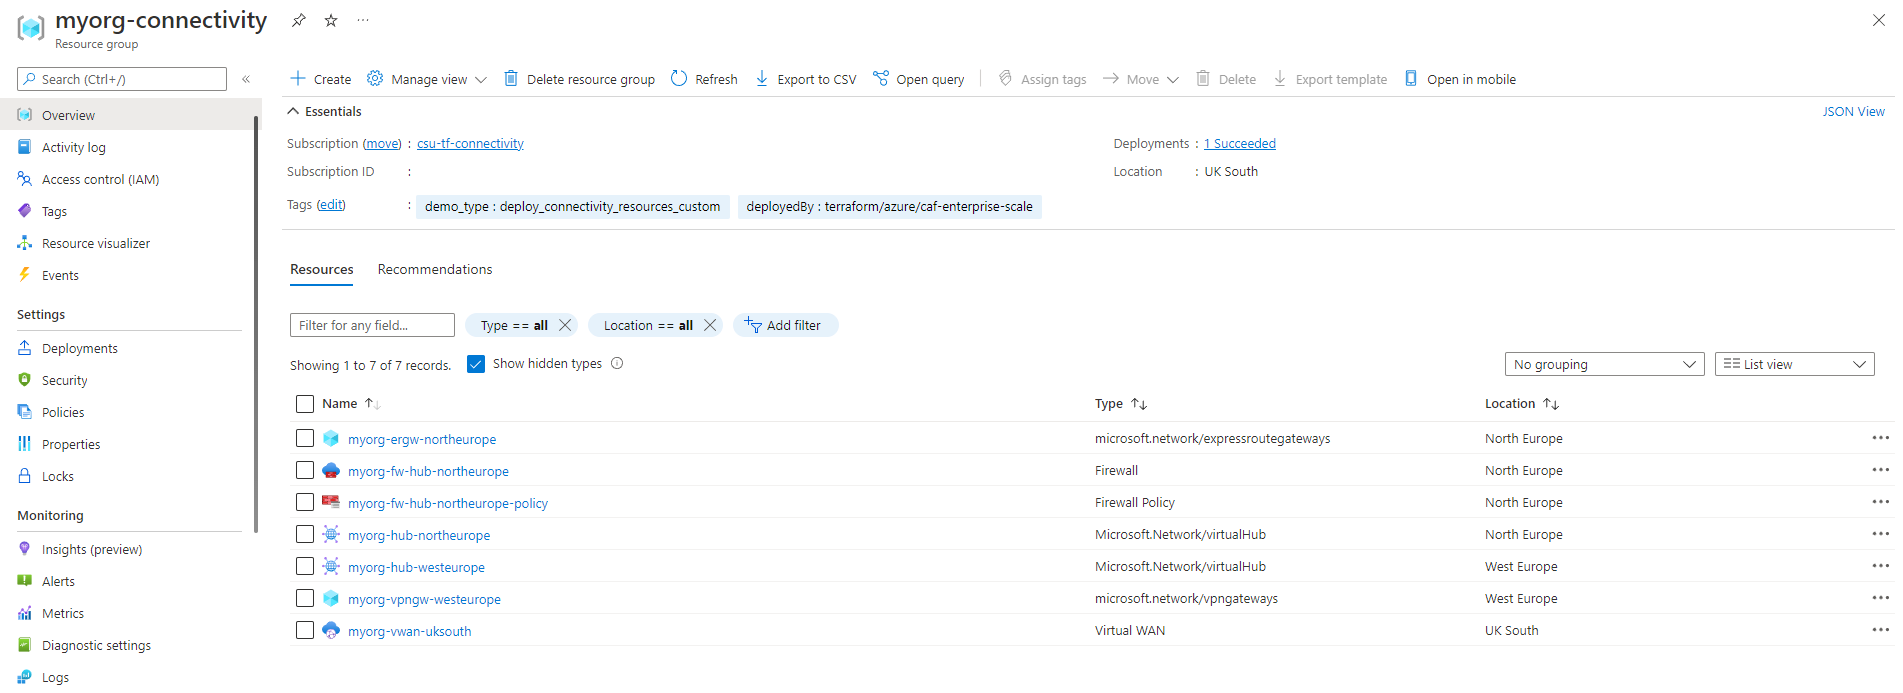 myorg-connectivity
Resource group
Search (Ctrl+/)
Overview
Activity log
Access control (IAM)
Tags
Resource visualizer
Events
Settings
Deployments
Security
Policies
Properties
Locks
Monitoring
Insights (preview)
Alerts
Metrics
Diagnostic settings
Logs
Create Manage view Delete resource group Refresh Export to CSV Open query Assign tags Move Delete Export template Open in mobile
Essentials JSON View
Subscription (move) : csu-tf-connectivity Deployments : 1 Succeeded
Subscription ID : Location : UK South
Tags (edit) : demo_type : deploy_connectivity_resources_custom deployedBy : terraform/azure/caf-enterprise-scale
Resources Recommendations
Filter for any field... Type == all Location == all Add filter
Showing 1 to 7 of 7 records. Show hidden types No grouping List view
Name Type Location
myorg-ergw-northeurope microsoft.network/expressroutegateways North Europe
myorg-fw-hub-northeurope Firewall North Europe
myorg-fw-hub-northeurope-policy Firewall Policy North Europe
myorg-hub-northeurope Microsoft.Network/virtualHub North Europe
myorg-hub-westeurope Microsoft.Network/virtualHub West Europe
myorg-vpngw-westeurope microsoft.network/vpngateways West Europe
myorg-vwan-uksouth Virtual WAN UK South